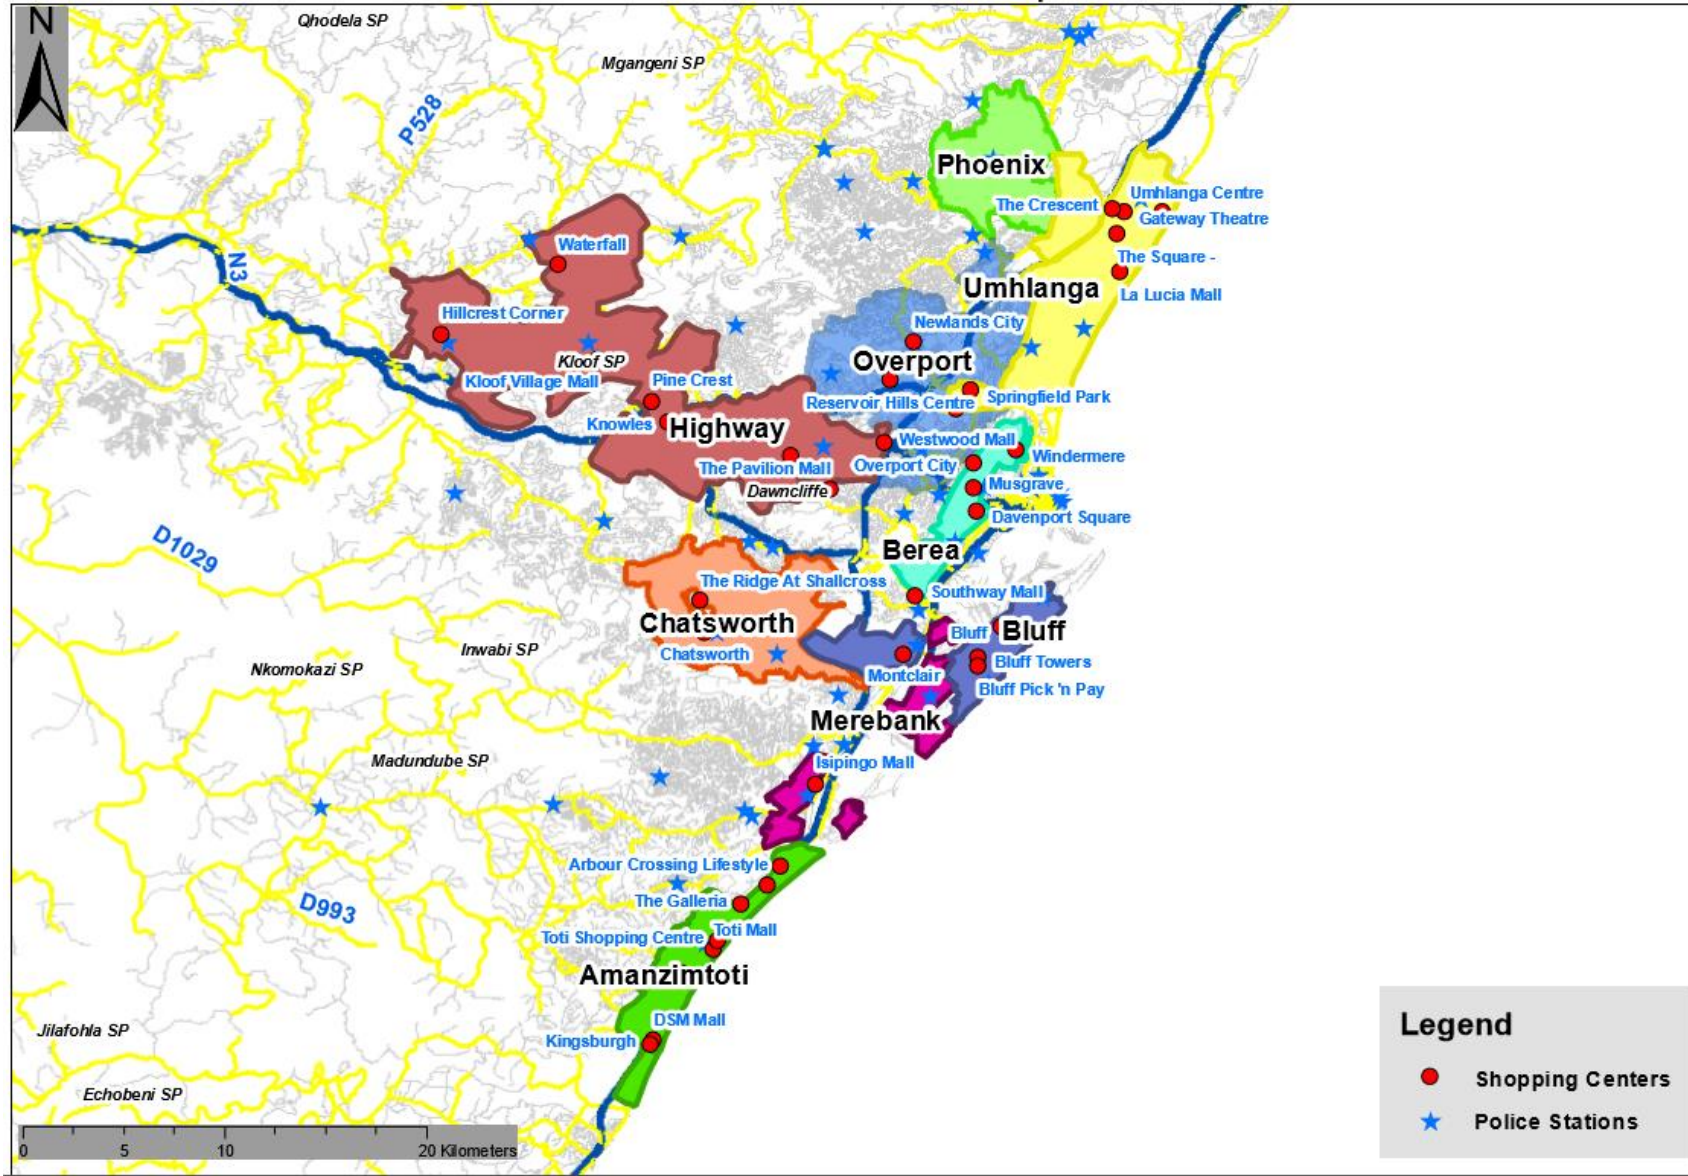 N
Qhodela SP
Mgangeni SP
P528
Phoenix
Umhlanga Centre
The Crescent
Gateway Theatre
Waterfall
N3
The Square -
Umhlanga
La Lucia Mall
Hillcrest Corner
Newlands City
Kloof SP
Overport
Kloof Village Mall
Pine Crest
Reservoir Hills Centre
Springfield Park
Knowles
Highway
Westwood Mall
Windermere
The Pavilion Mall
Overport City
Dawncliffe
Musgrave
Davenport Square
D1029
Berea
The Ridge At Shallcross
Southway Mall
Chatsworth
Bluff
Bluff
Inwabi SP
Chatsworth
Nkomokazi SP
Bluff Towers
Montclair
Bluff Pick 'n Pay
Merebank
Madundube SP
Isipingo Mall
Arbour Crossing Lifestyle
The Galleria
D993
Toti Mall
Toti Shopping Centre
Amanzimtoti
DSM Mall
Jilafohla SP
Kingsburgh
Echobeni SP
0 5 10 20 Kilometers
Legend
Shopping Centers
Police Stations